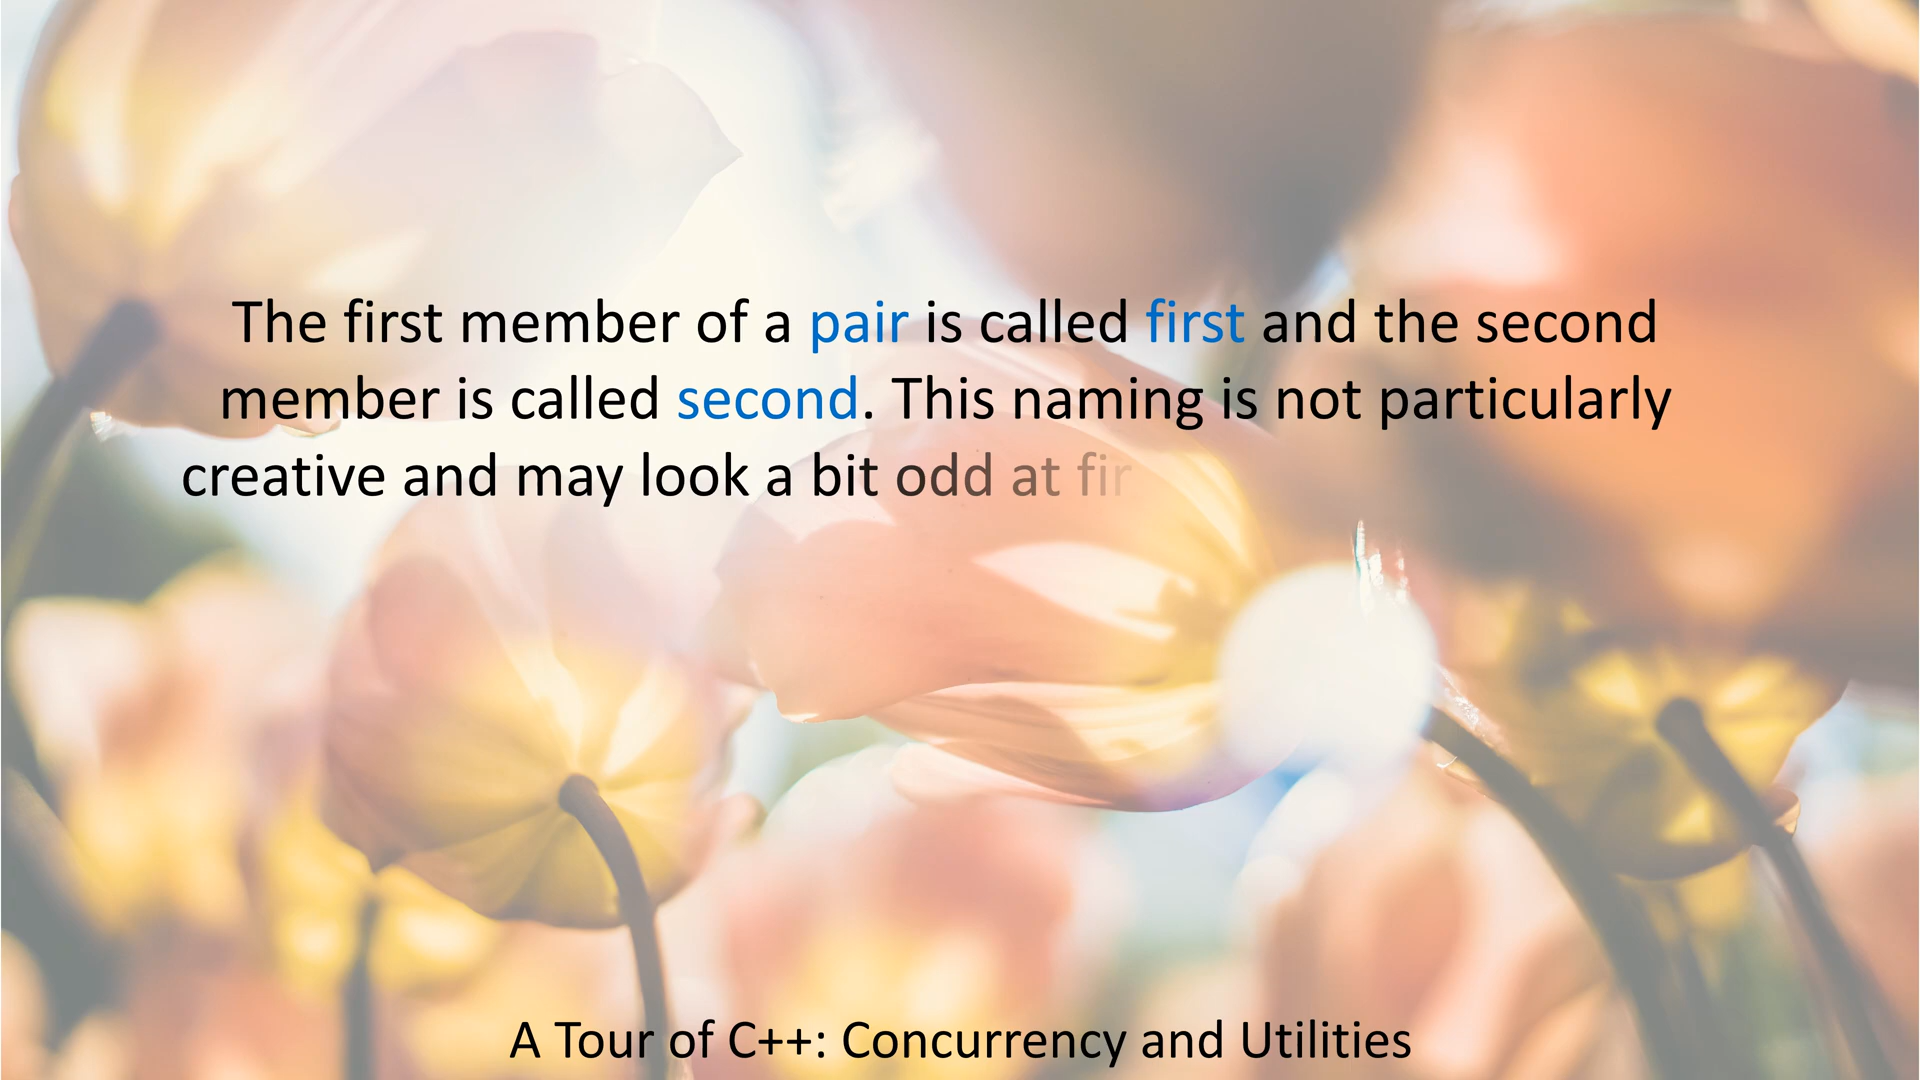 The first member of a pair is called first and the second
member is called second. This naming is not particularly
creative and may look a bit odd at fir
A Tour of C++: Concurrency and Utilities